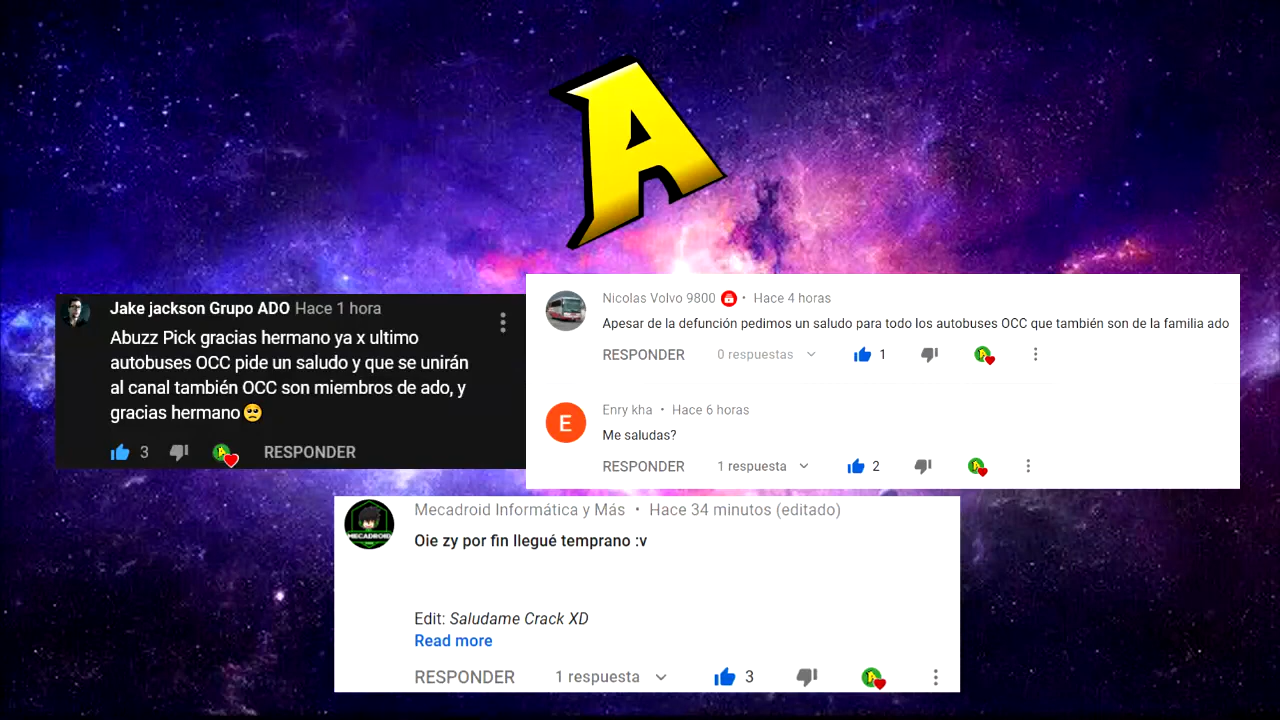 A
Jake jackson Grupo ADO Hace 1 hora
Abuzz Pick gracias hermano ya x ultimo
autobuses OCC pide un saludo y que se unirán
al canal también OCC son miembros de ado, y
gracias hermano 🥺
3 RESPONDER
Nicolas Volvo 9800 • Hace 4 horas
Apesar de la defunción pedimos un saludo para todo los autobuses OCC que también son de la familia ado
RESPONDER 0 respuestas 1
E
Enry kha • Hace 6 horas
Me saludas?
RESPONDER 1 respuesta 2
MECADROID
Mecadroid Informática y Más • Hace 34 minutos (editado)
Oie zy por fin llegué temprano :v
Edit: Saludame Crack XD
Read more
RESPONDER 1 respuesta 3